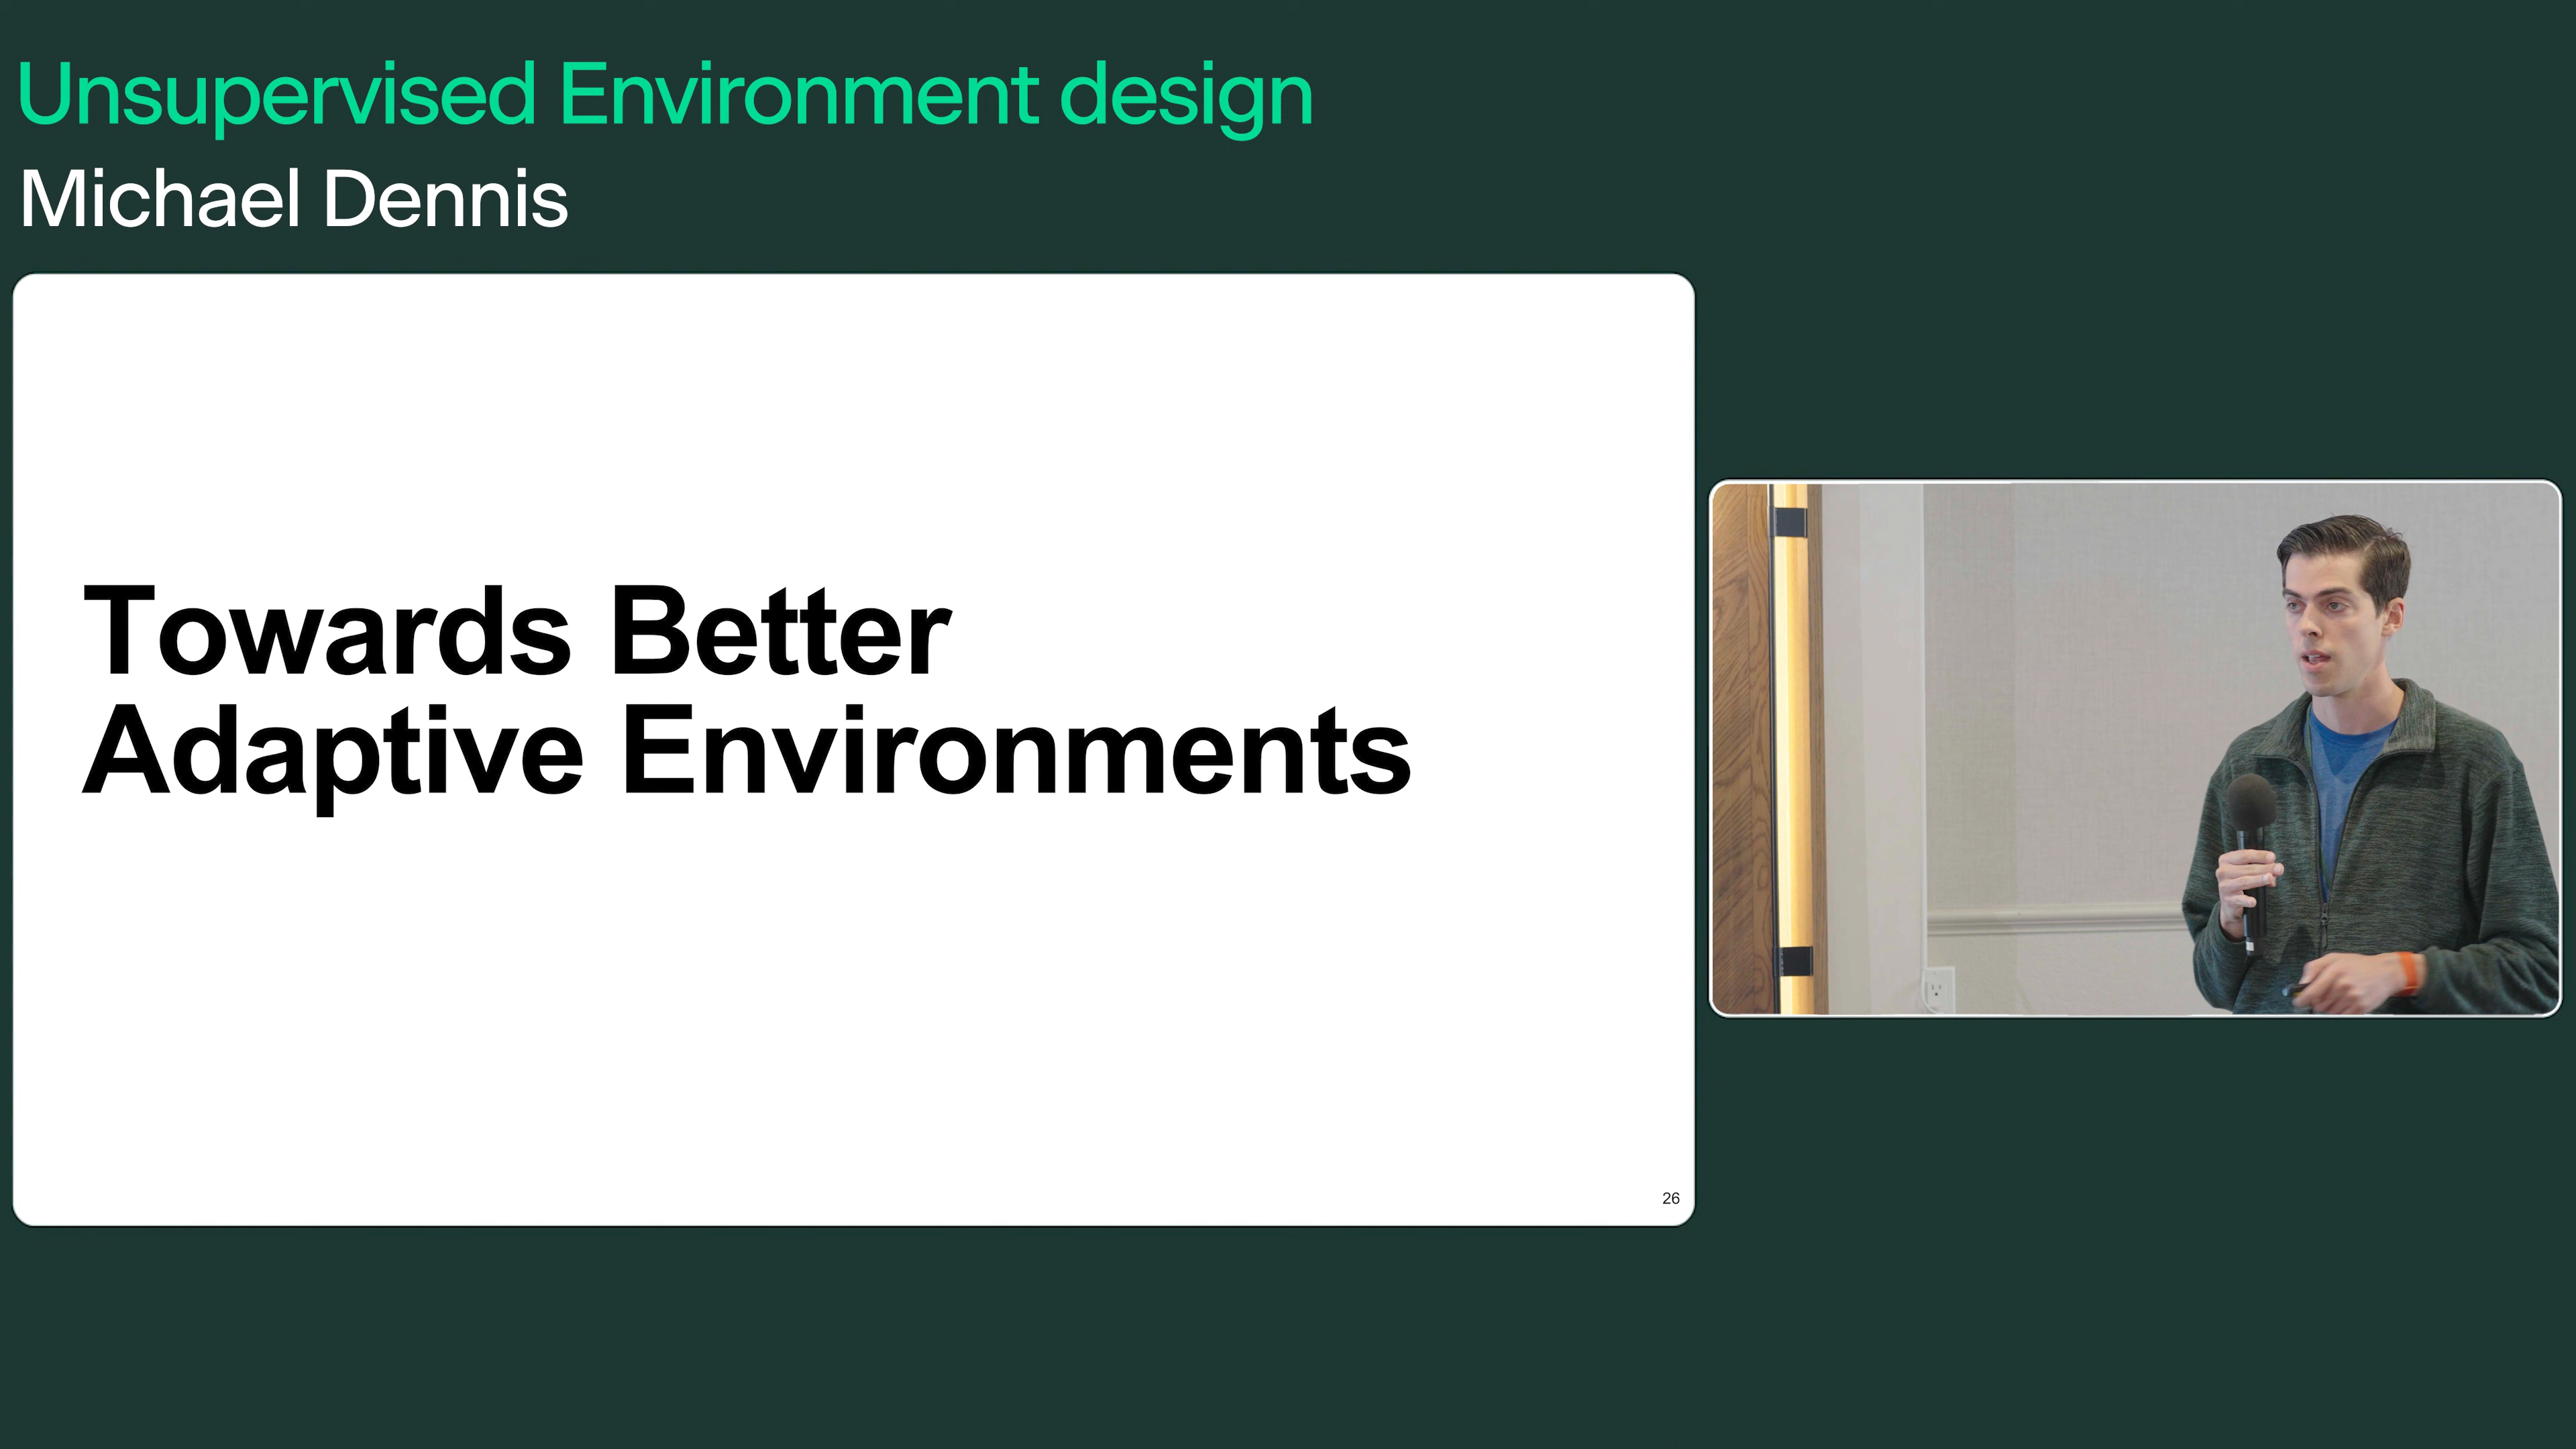 Unsupervised Environment design
Michael Dennis
Towards Better
Adaptive Environments
26